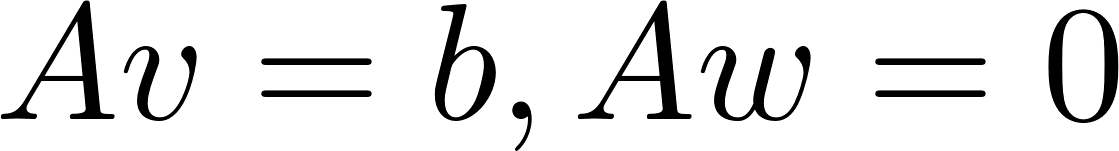 Av = b, Aw = 0